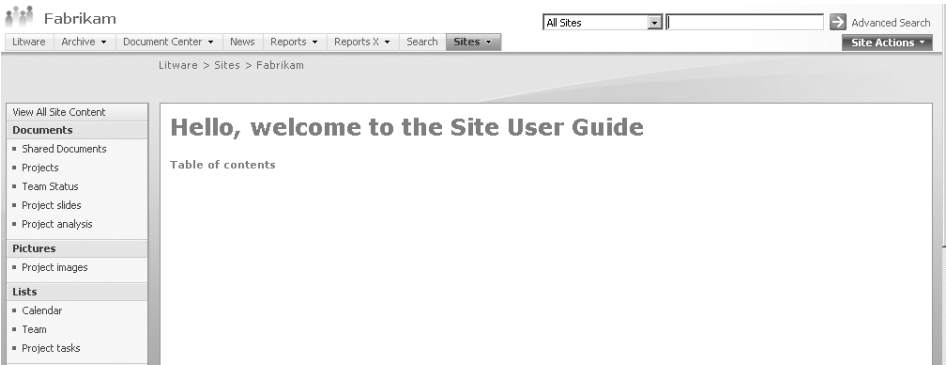 Fabrikam
All Sites
Advanced Search
Litware Archive Document Center News Reports Reports X Search Sites
Site Actions
Litware > Sites > Fabrikam
View All Site Content
Documents
Shared Documents
Projects
Team Status
Project slides
Project analysis
Pictures
Project images
Lists
Calendar
Team
Project tasks
Hello, welcome to the Site User Guide
Table of contents